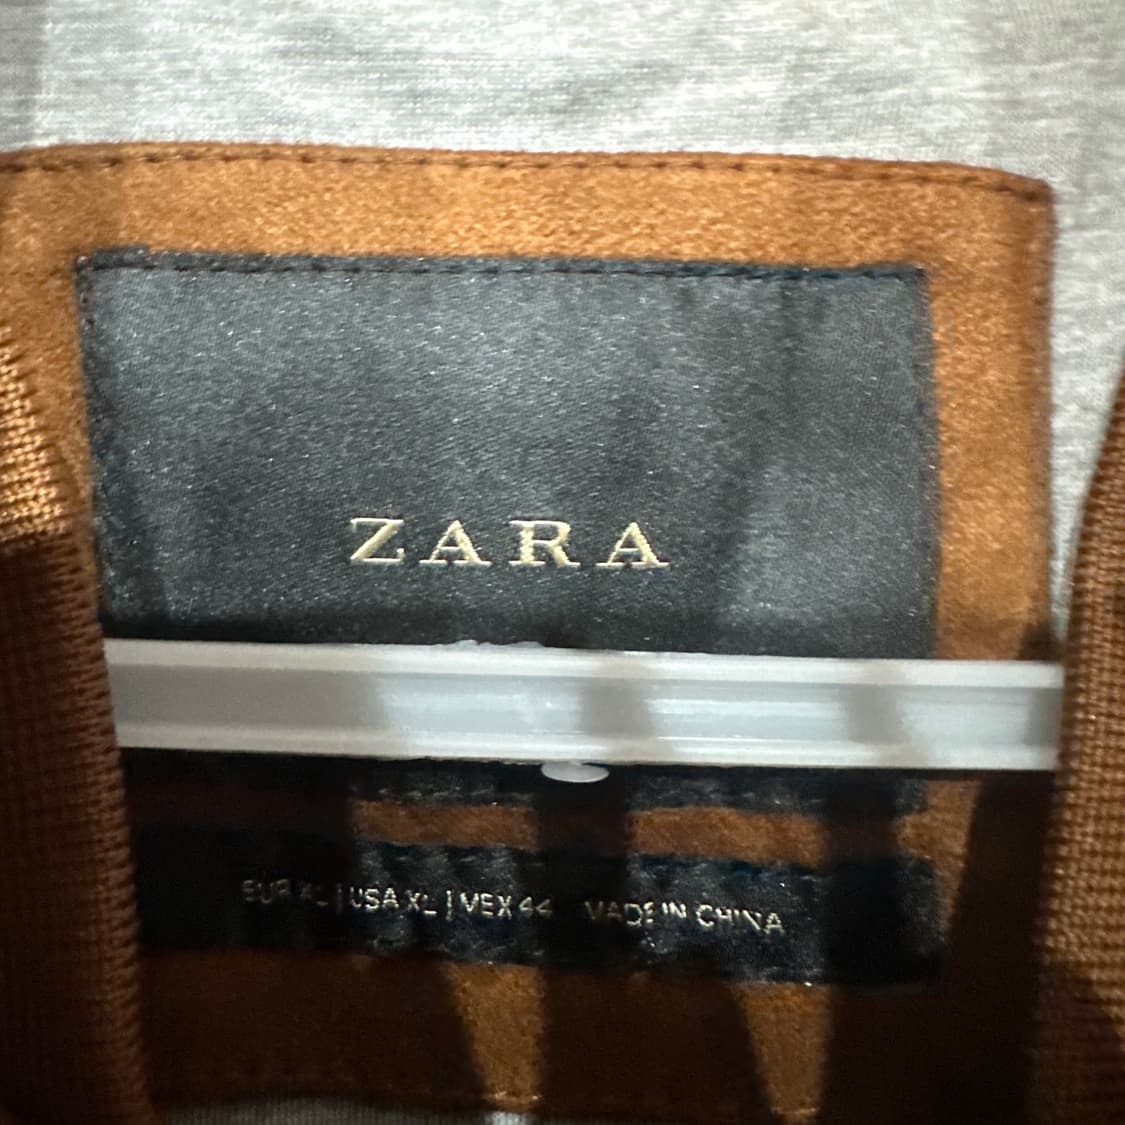 ZARA
EUR XL | USA XL | MEX 44 MADE IN CHINA